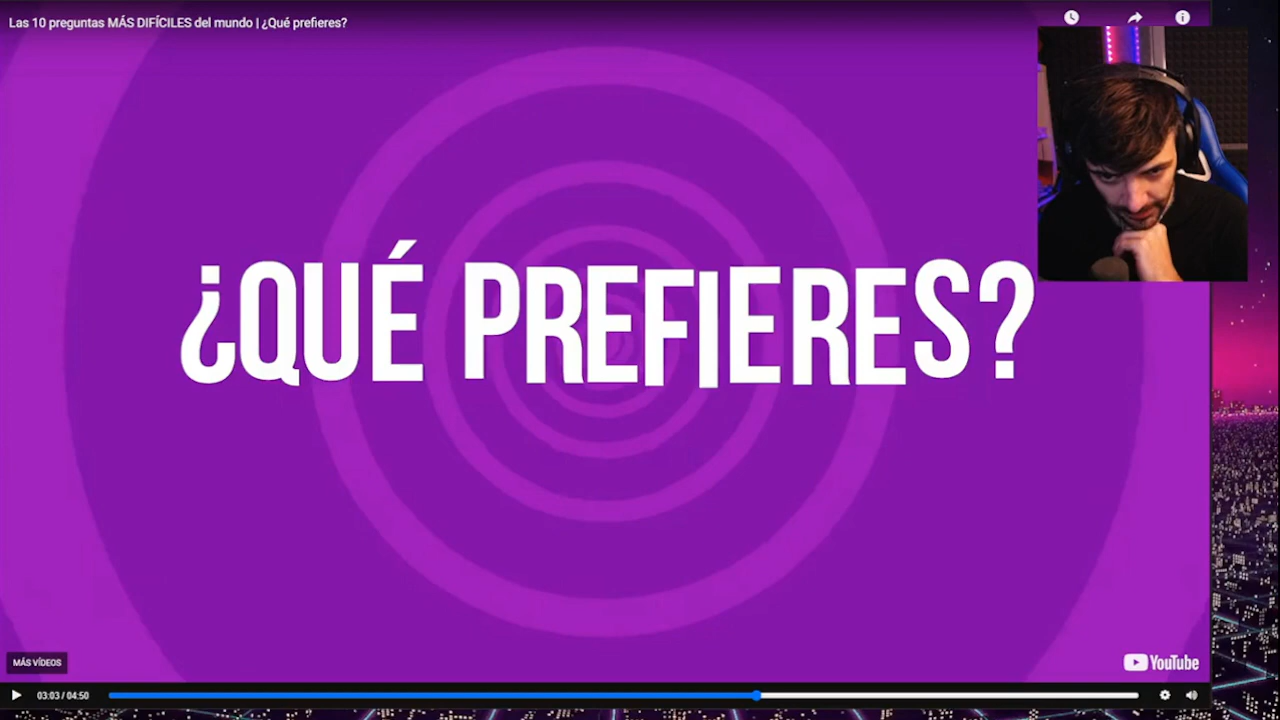 Las 10 preguntas MÁS DIFÍCILES del mundo | ¿Qué prefieres?
¿QUÉ PREFIERES?
MÁS VÍDEOS
YouTube
03:03 / 04:50